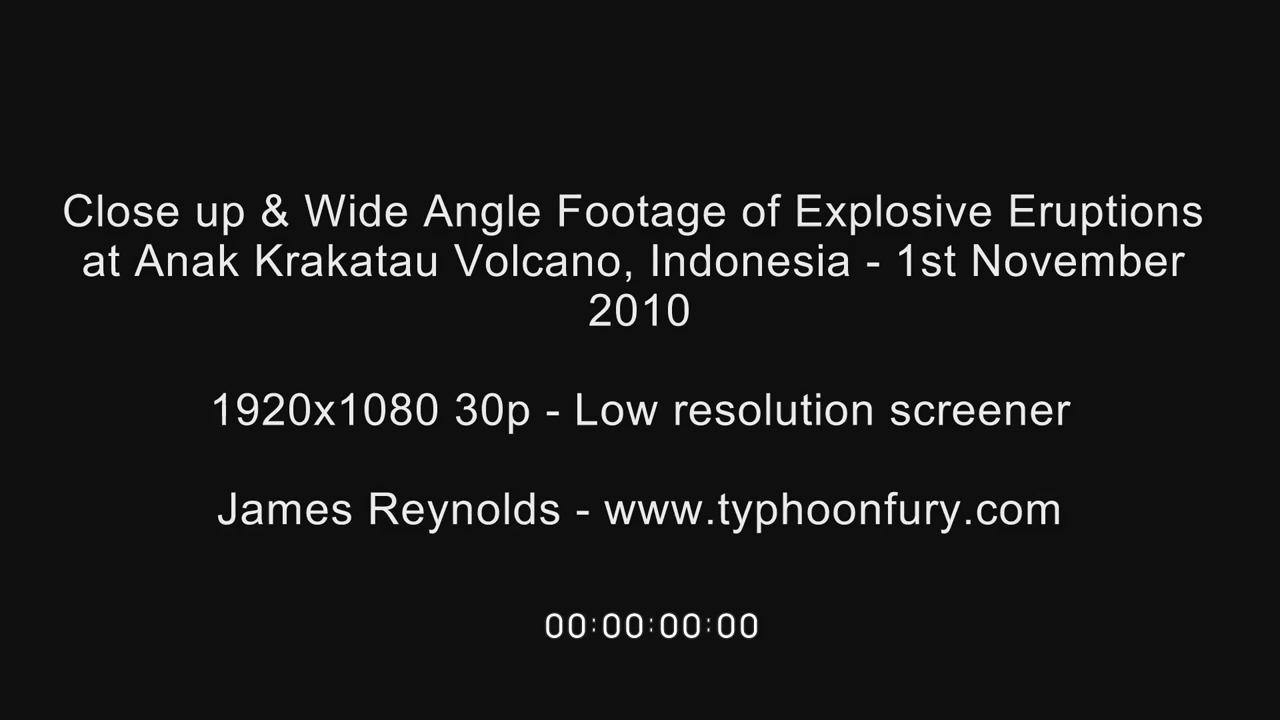 Close up & Wide Angle Footage of Explosive Eruptions
at Anak Krakatau Volcano, Indonesia - 1st November
2010
1920x1080 30p - Low resolution screener
James Reynolds - www.typhoonfury.com
00:00:00:00